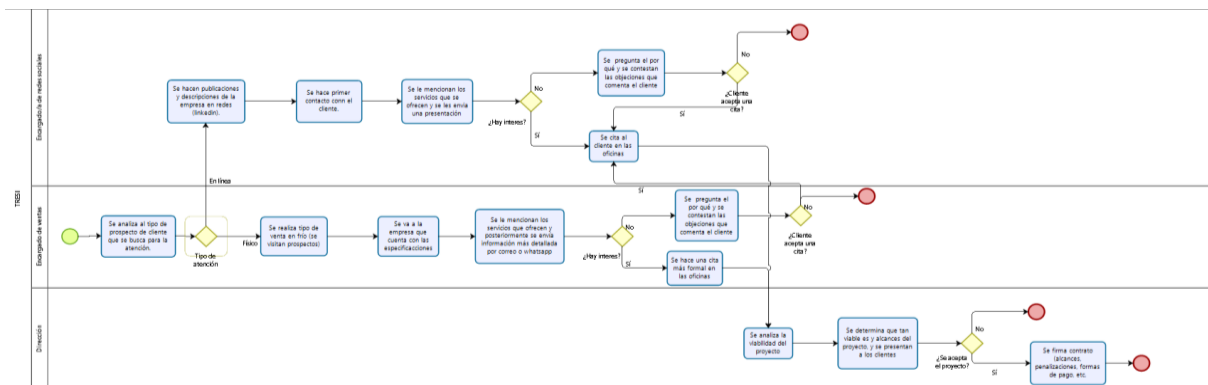 TRESI
Encargado/a de redes sociales
Se hacen publicaciones
y descripciones de la
empresa en redes
(linkedin).
Se hace primer
contacto conn el
cliente.
Se le mencionan los
servicios que se
ofrecen y se les envía
una presentación
¿Hay interes?
No
Sí
Se pregunta el por
qué y se contestan
las objeciones que
comenta el cliente
No
¿Cliente
acepta una
cita?
Sí
Se cita al
cliente en las
oficinas
En línea
Encargado de ventas
Se analiza al tipo de
prospecto de cliente
que se busca para la
atención.
Tipo de
atención
Físico
Se realiza tipo de
venta en frío (se
visitan prospectos)
Se va a la
empresa que
cuenta con las
especificacciones
Se le mencionan los
servicios que ofrecen y
posteriormente se envía
información más detallada
por correo o whatsapp
¿Hay interes?
No
Sí
Se pregunta el por
qué y se contestan
las objeciones que
comenta el cliente
Sí
No
¿Cliente
acepta una
cita?
Se hace una cita
más formal en las
oficinas
Dirección
Se analiza la
viabilidad del
proyecto
Se determina que tan
viable es y alcances del
proyecto, y se presentan
a los clientes
No
¿Se acepta
el proyecto?
Sí
Se firma contrato
(alcances,
penalizaciones, formas
de pago, etc.